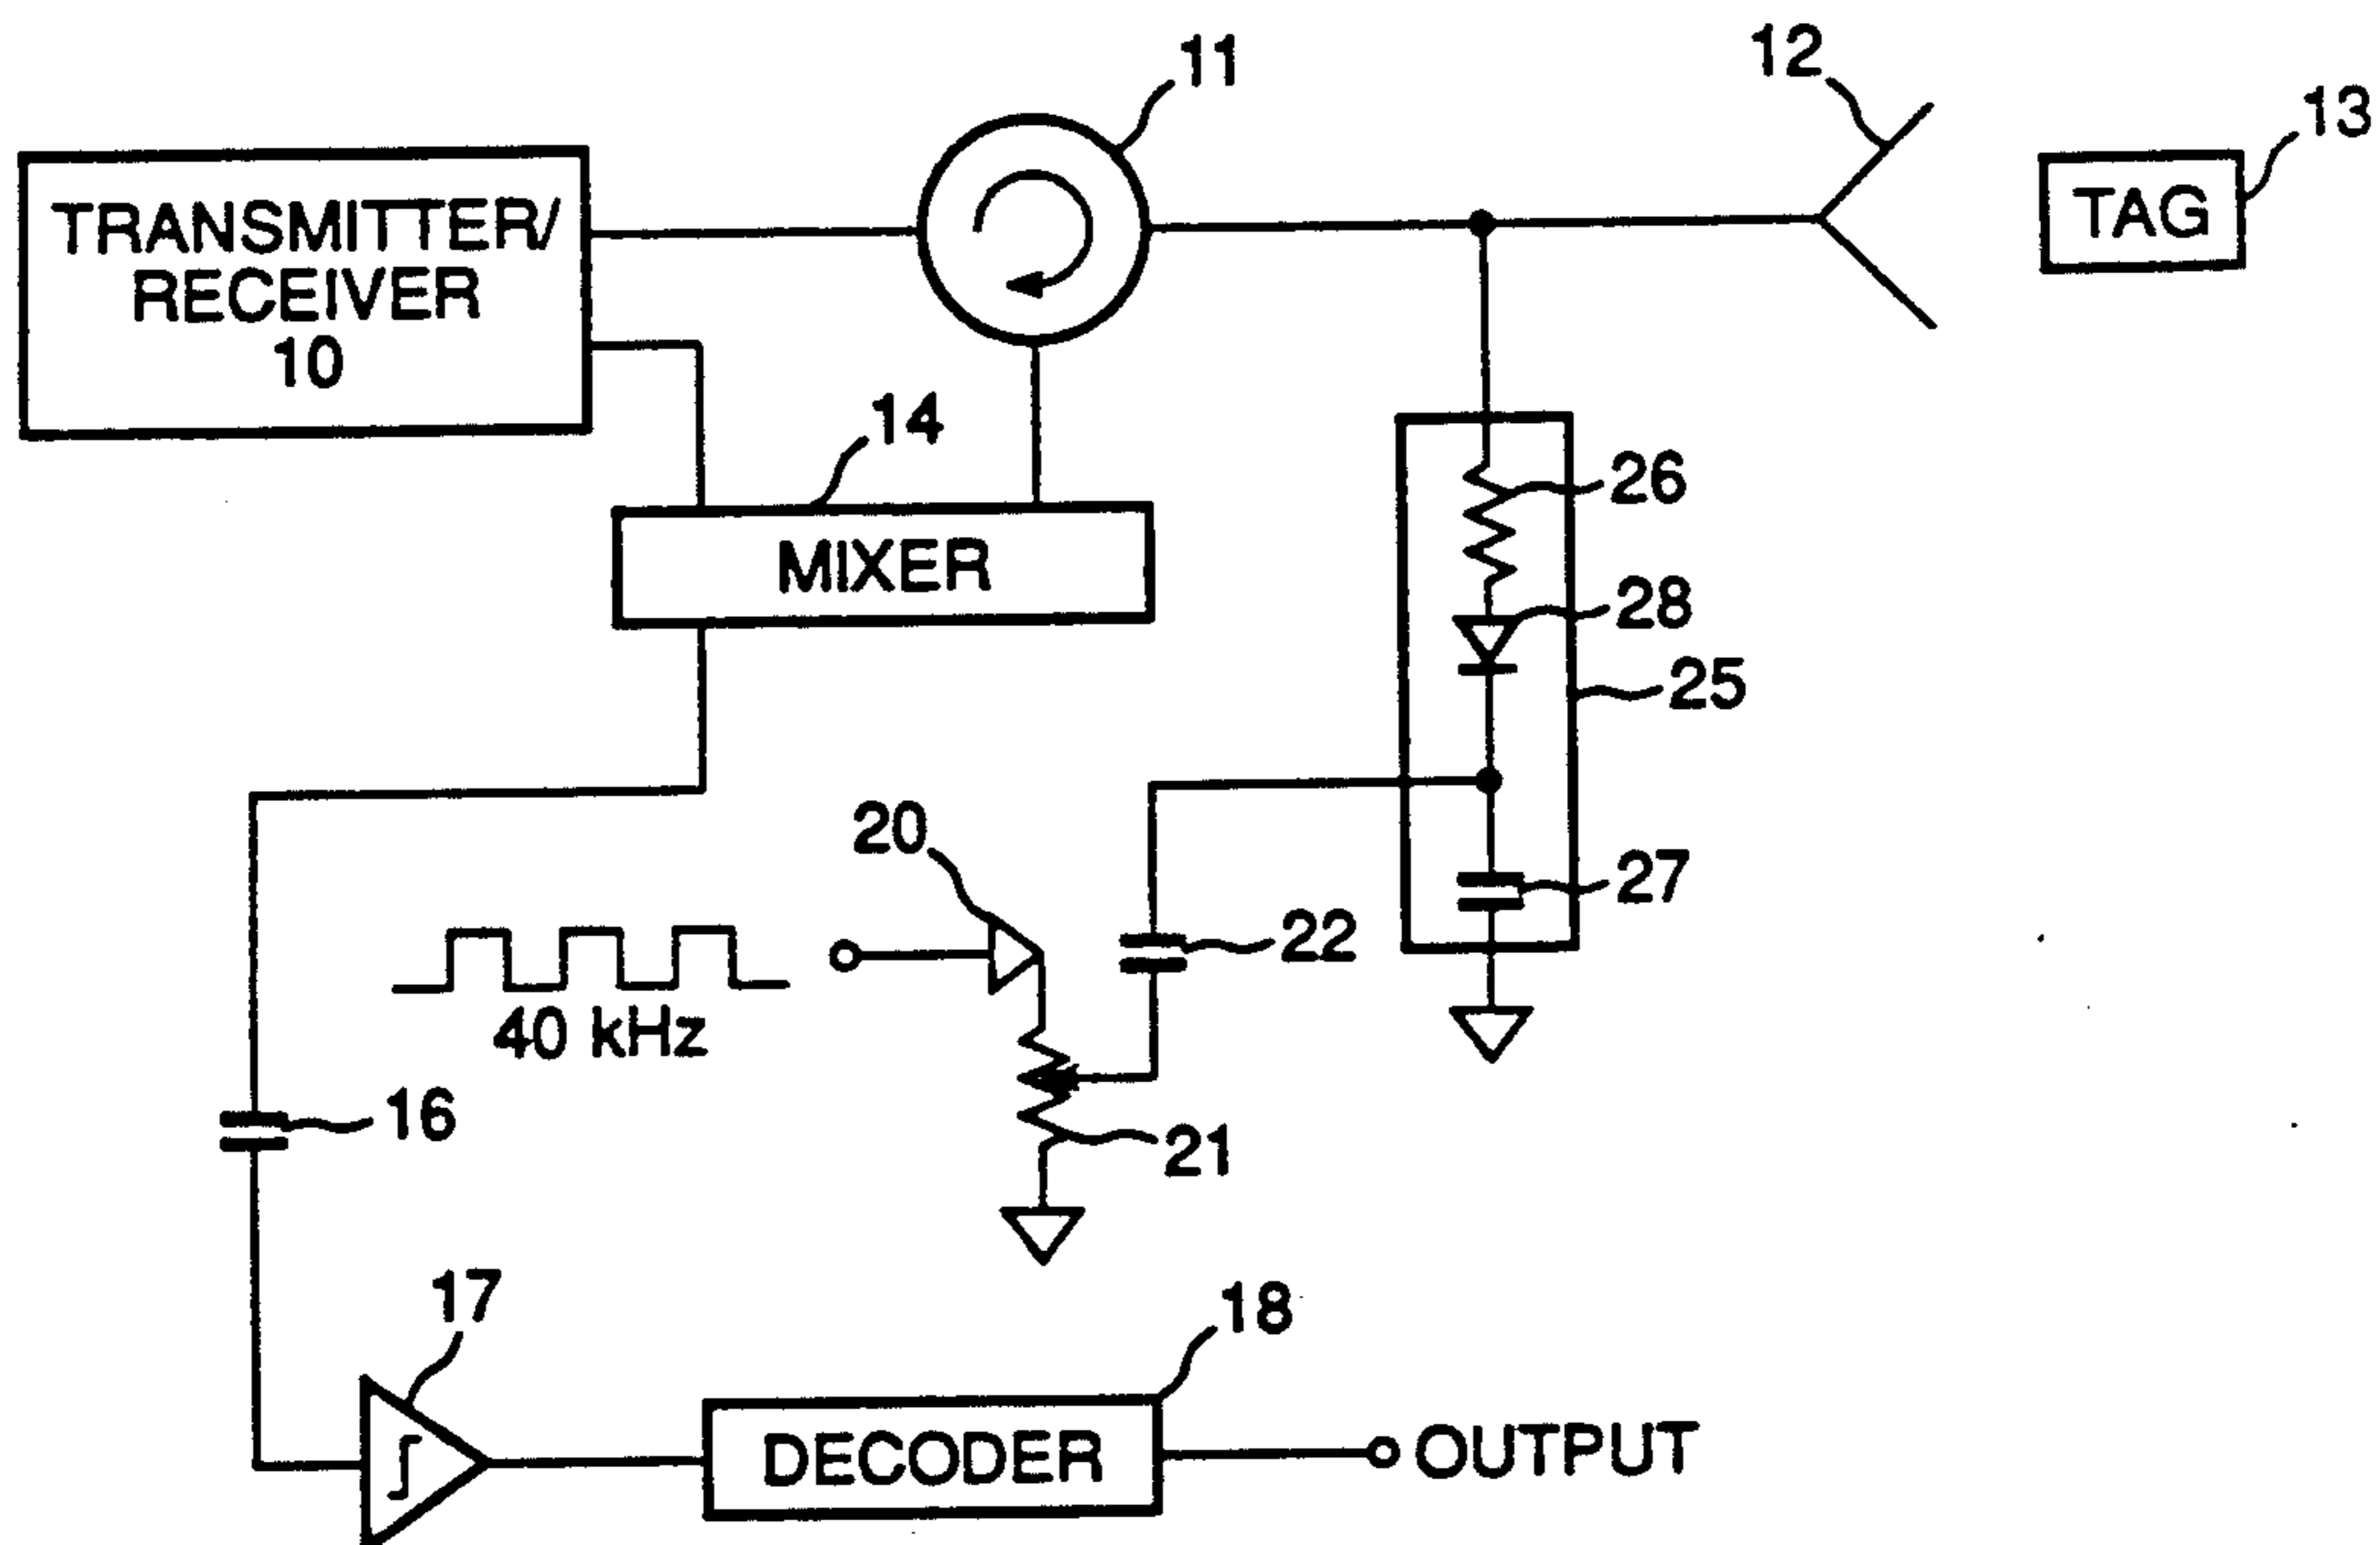 11
12
13
TRANSMITTER/
RECEIVER
10
TAG
14
26
MIXER
28
25
20
27
22
40 kHz
16
21
17
18
DECODER
OUTPUT